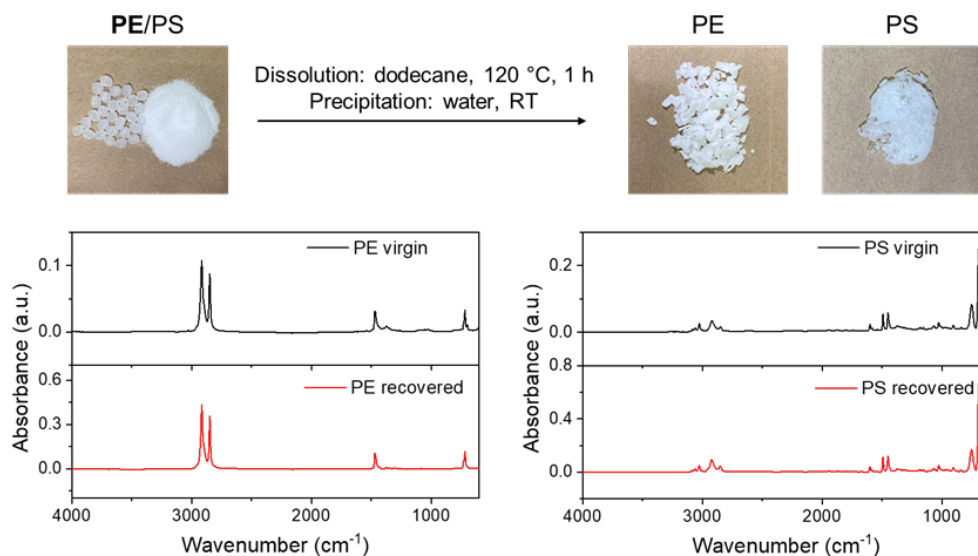 PE/PS
Dissolution: dodecane, 120 °C, 1 h
Precipitation: water, RT
PE
PS
PE virgin
0.1
0.0
PE recovered
0.6
0.3
0.0
Absorbance (a.u.)
4000 3000 2000 1000
Wavenumber (cm⁻¹)
PS virgin
0.2
0.0
PS recovered
0.8
0.4
0.0
Absorbance (a.u.)
4000 3000 2000 1000
Wavenumber (cm⁻¹)